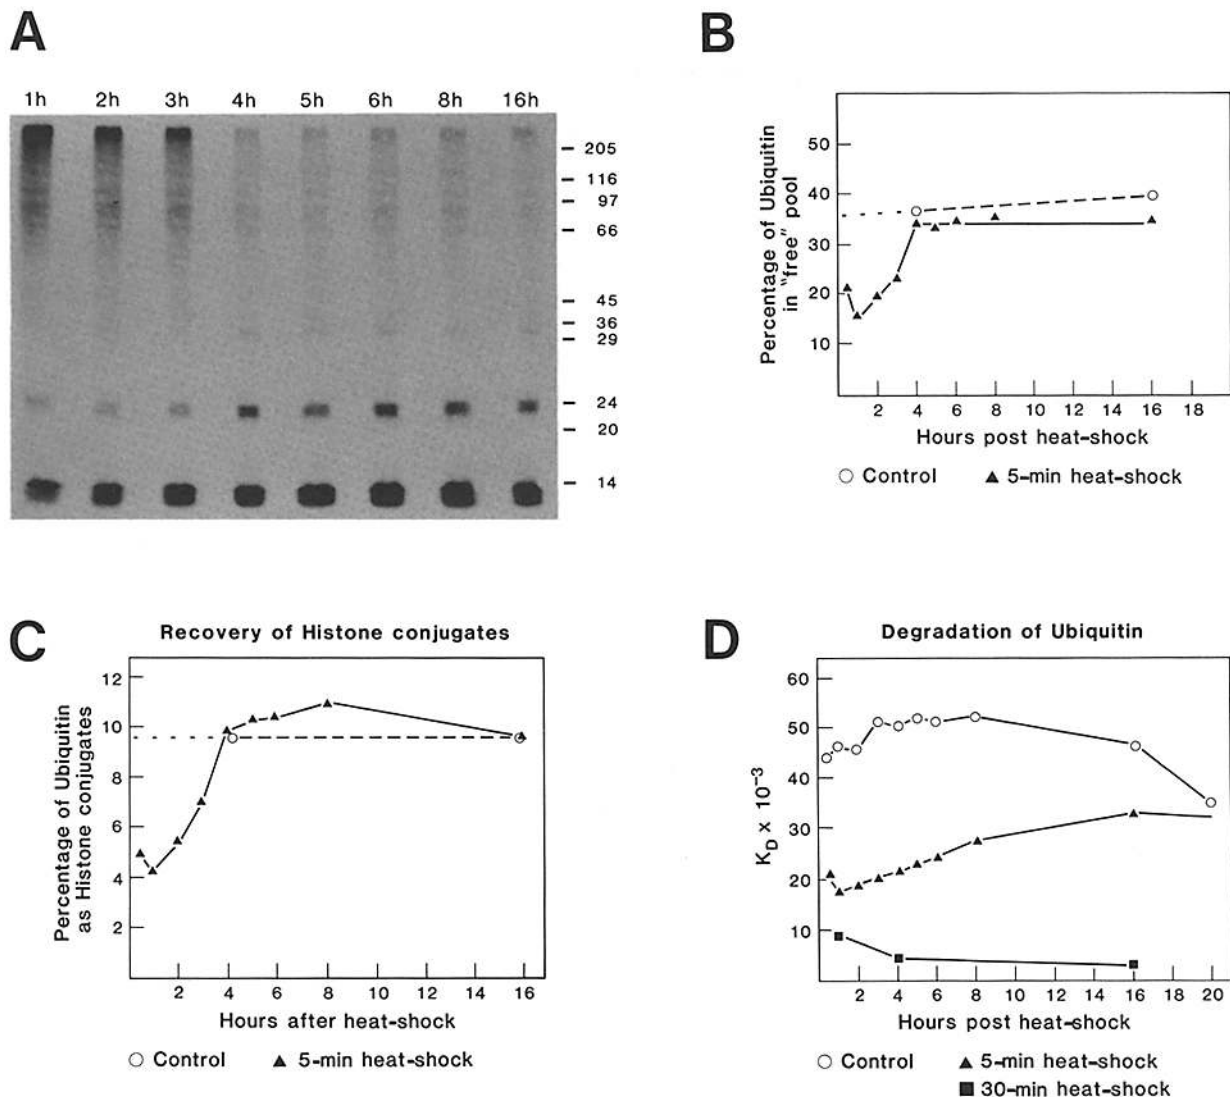 A
1h 2h 3h 4h 5h 6h 8h 16h
205
116
97
66
45
36
29
24
20
14
B
Percentage of Ubiquitin
in "free" pool
50
40
30
20
10
2 4 6 8 10 12 14 16 18
Hours post heat-shock
Control 5-min heat-shock
C
Recovery of Histone conjugates
Percentage of Ubiquitin
as Histone conjugates
12
10
8
6
4
2
2 4 6 8 10 12 14 16
Hours after heat-shock
Control 5-min heat-shock
D
Degradation of Ubiquitin
K_D x 10⁻³
60
50
40
30
20
10
2 4 6 8 10 12 14 16 20
Hours post heat-shock
Control 5-min heat-shock
30-min heat-shock